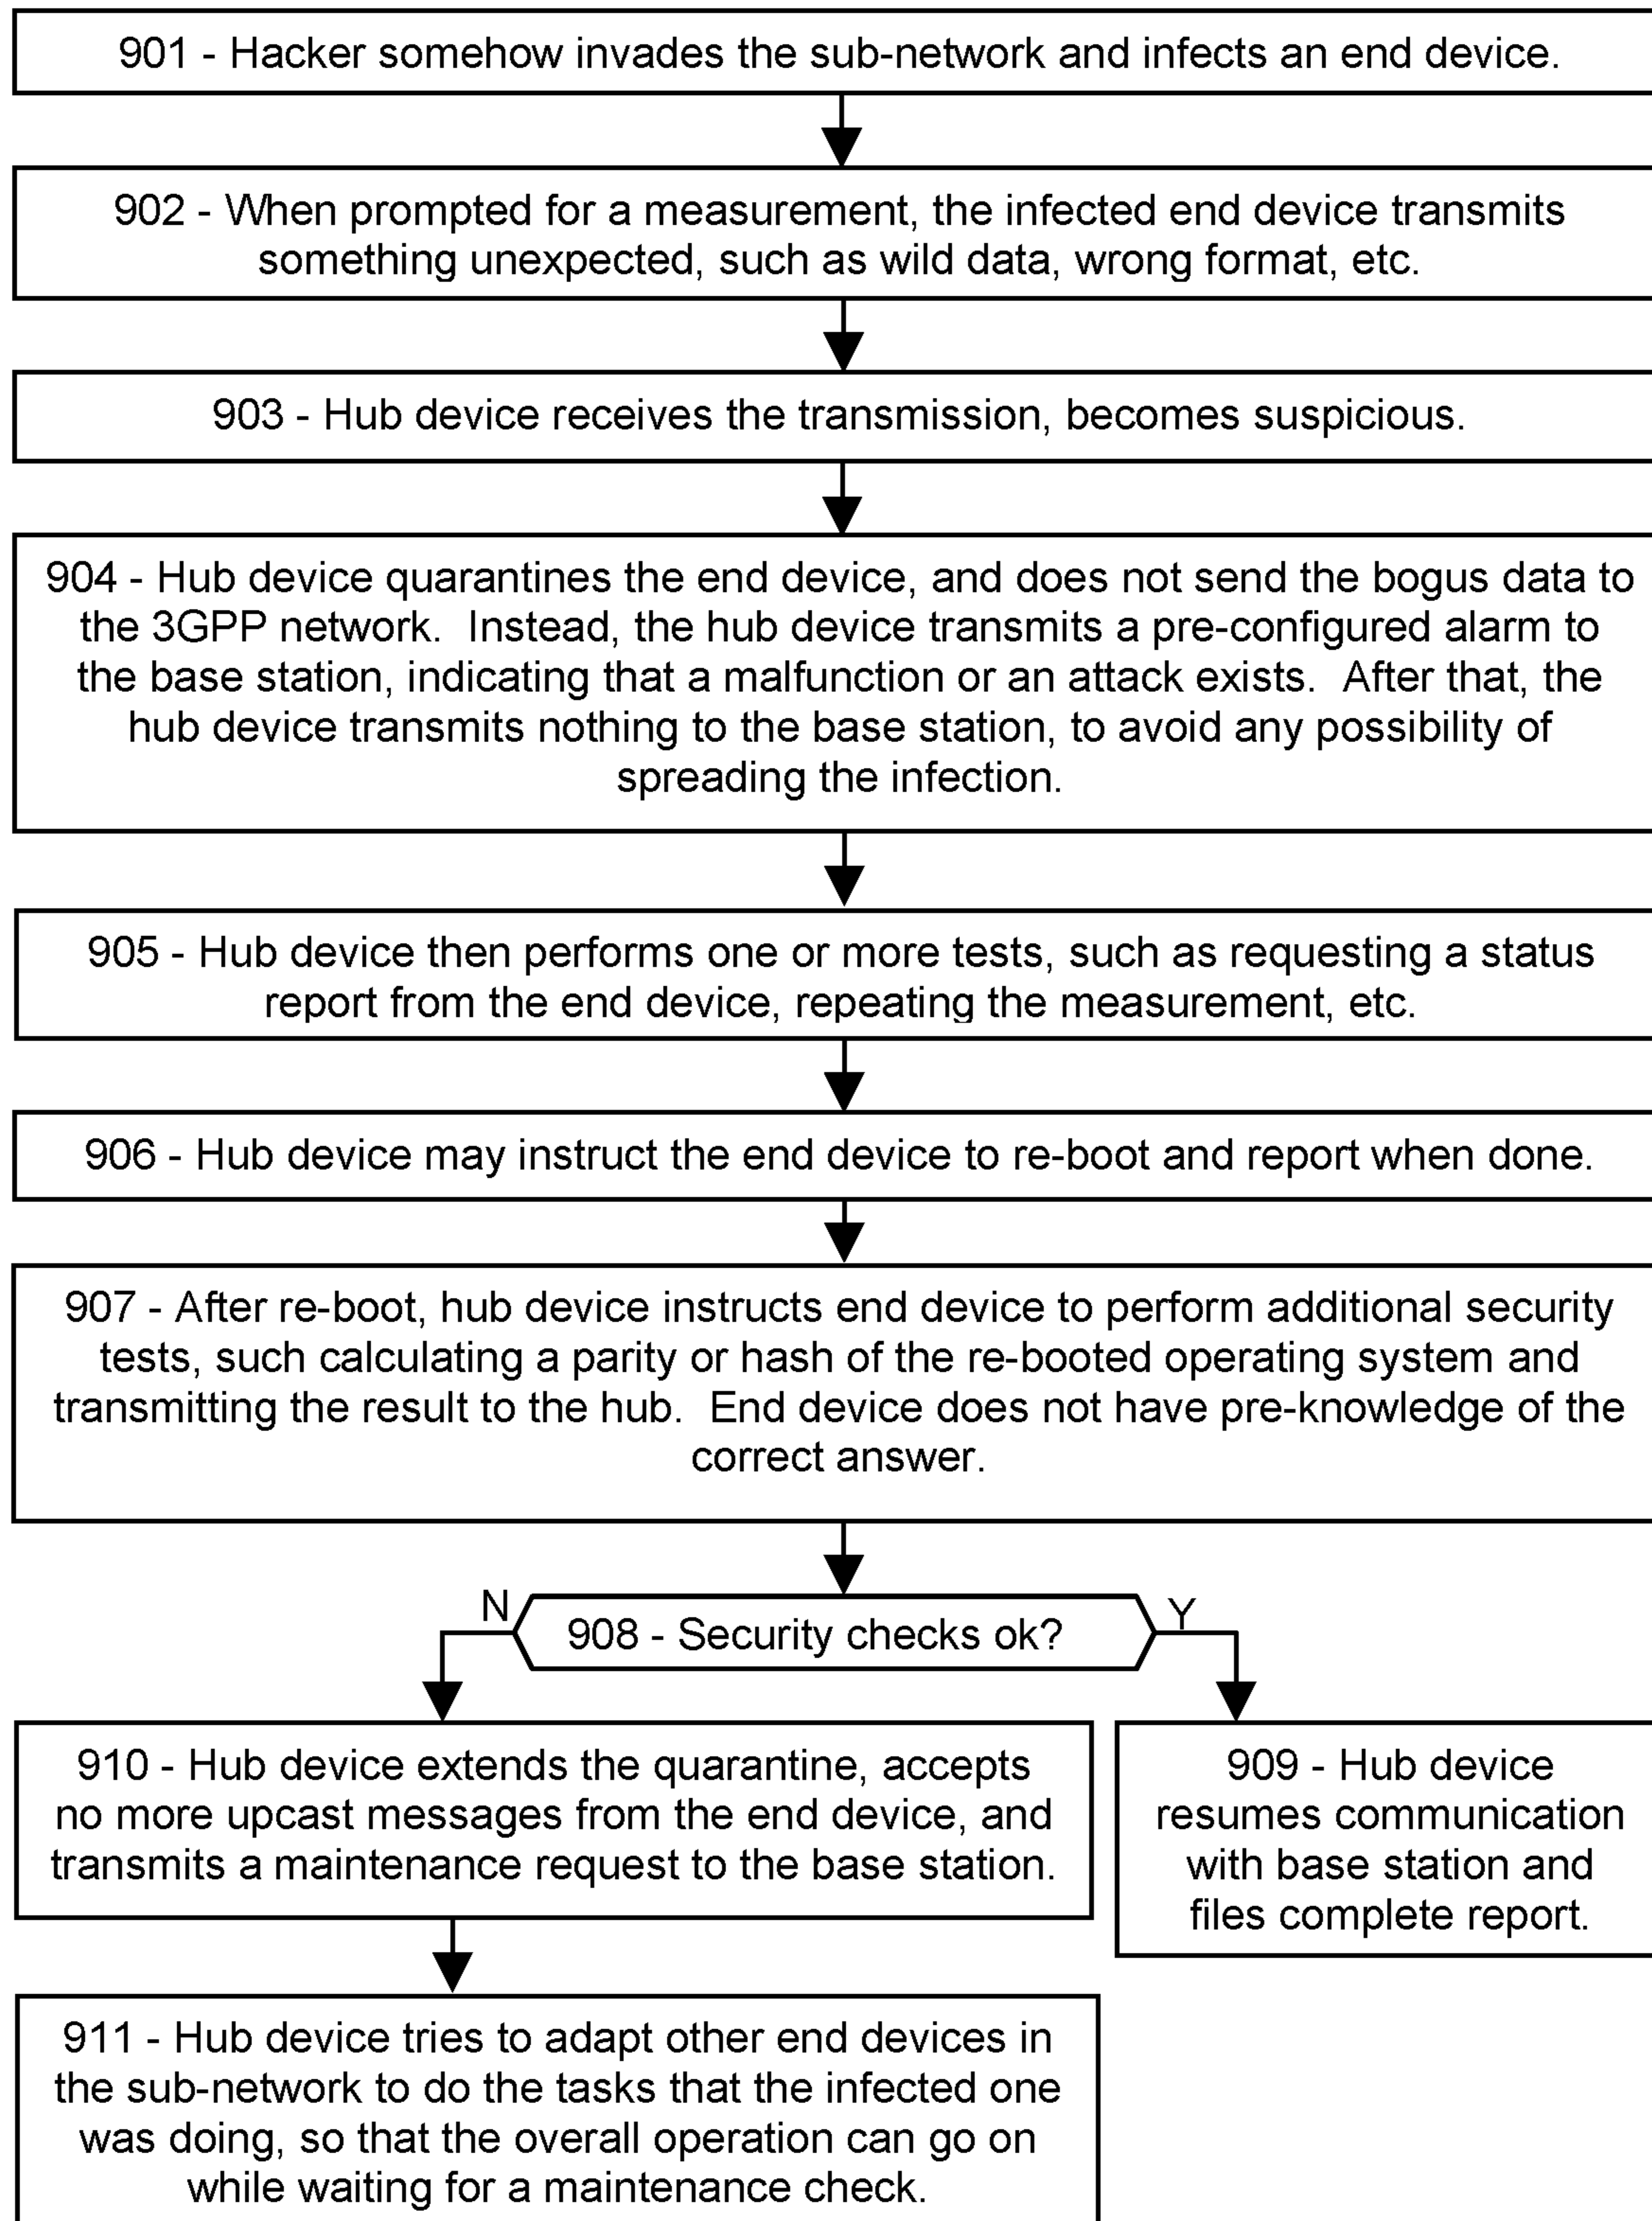 901 - Hacker somehow invades the sub-network and infects an end device.
902 - When prompted for a measurement, the infected end device transmits
something unexpected, such as wild data, wrong format, etc.
903 - Hub device receives the transmission, becomes suspicious.
904 - Hub device quarantines the end device, and does not send the bogus data to
the 3GPP network.  Instead, the hub device transmits a pre-configured alarm to
the base station, indicating that a malfunction or an attack exists.  After that, the
hub device transmits nothing to the base station, to avoid any possibility of
spreading the infection.
905 - Hub device then performs one or more tests, such as requesting a status
report from the end device, repeating the measurement, etc.
906 - Hub device may instruct the end device to re-boot and report when done.
907 - After re-boot, hub device instructs end device to perform additional security
tests, such calculating a parity or hash of the re-booted operating system and
transmitting the result to the hub.  End device does not have pre-knowledge of the
correct answer.
N
908 - Security checks ok?
Y
910 - Hub device extends the quarantine, accepts
no more upcast messages from the end device, and
transmits a maintenance request to the base station.
909 - Hub device
resumes communication
with base station and
files complete report.
911 - Hub device tries to adapt other end devices in
the sub-network to do the tasks that the infected one
was doing, so that the overall operation can go on
while waiting for a maintenance check.